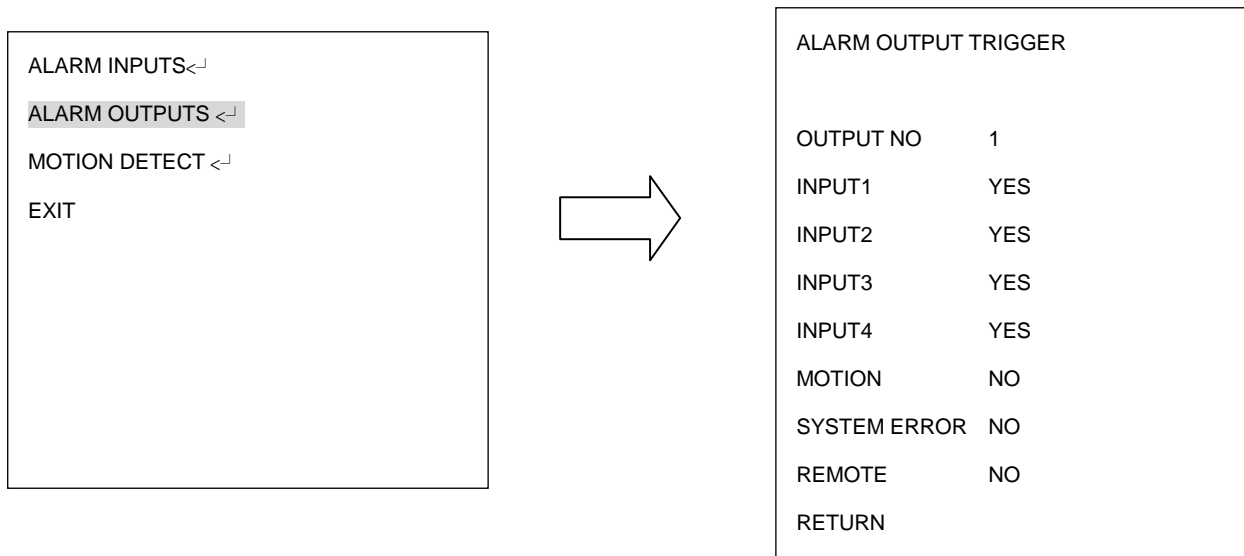 ALARM INPUTS<┘
ALARM OUTPUTS <┘
MOTION DETECT <┘
EXIT
ALARM OUTPUT TRIGGER
OUTPUT NO 1
INPUT1 YES
INPUT2 YES
INPUT3 YES
INPUT4 YES
MOTION NO
SYSTEM ERROR NO
REMOTE NO
RETURN